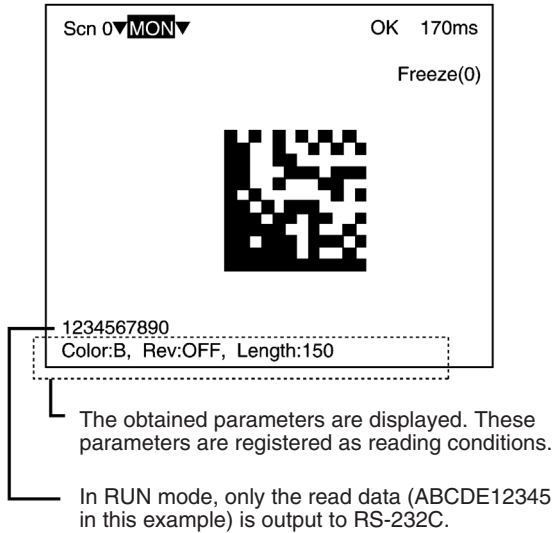 Scn 0▼MON▼ OK 170ms
Freeze(0)
1234567890
Color:B, Rev:OFF, Length:150
The obtained parameters are displayed. These
parameters are registered as reading conditions.
In RUN mode, only the read data (ABCDE12345
in this example) is output to RS-232C.